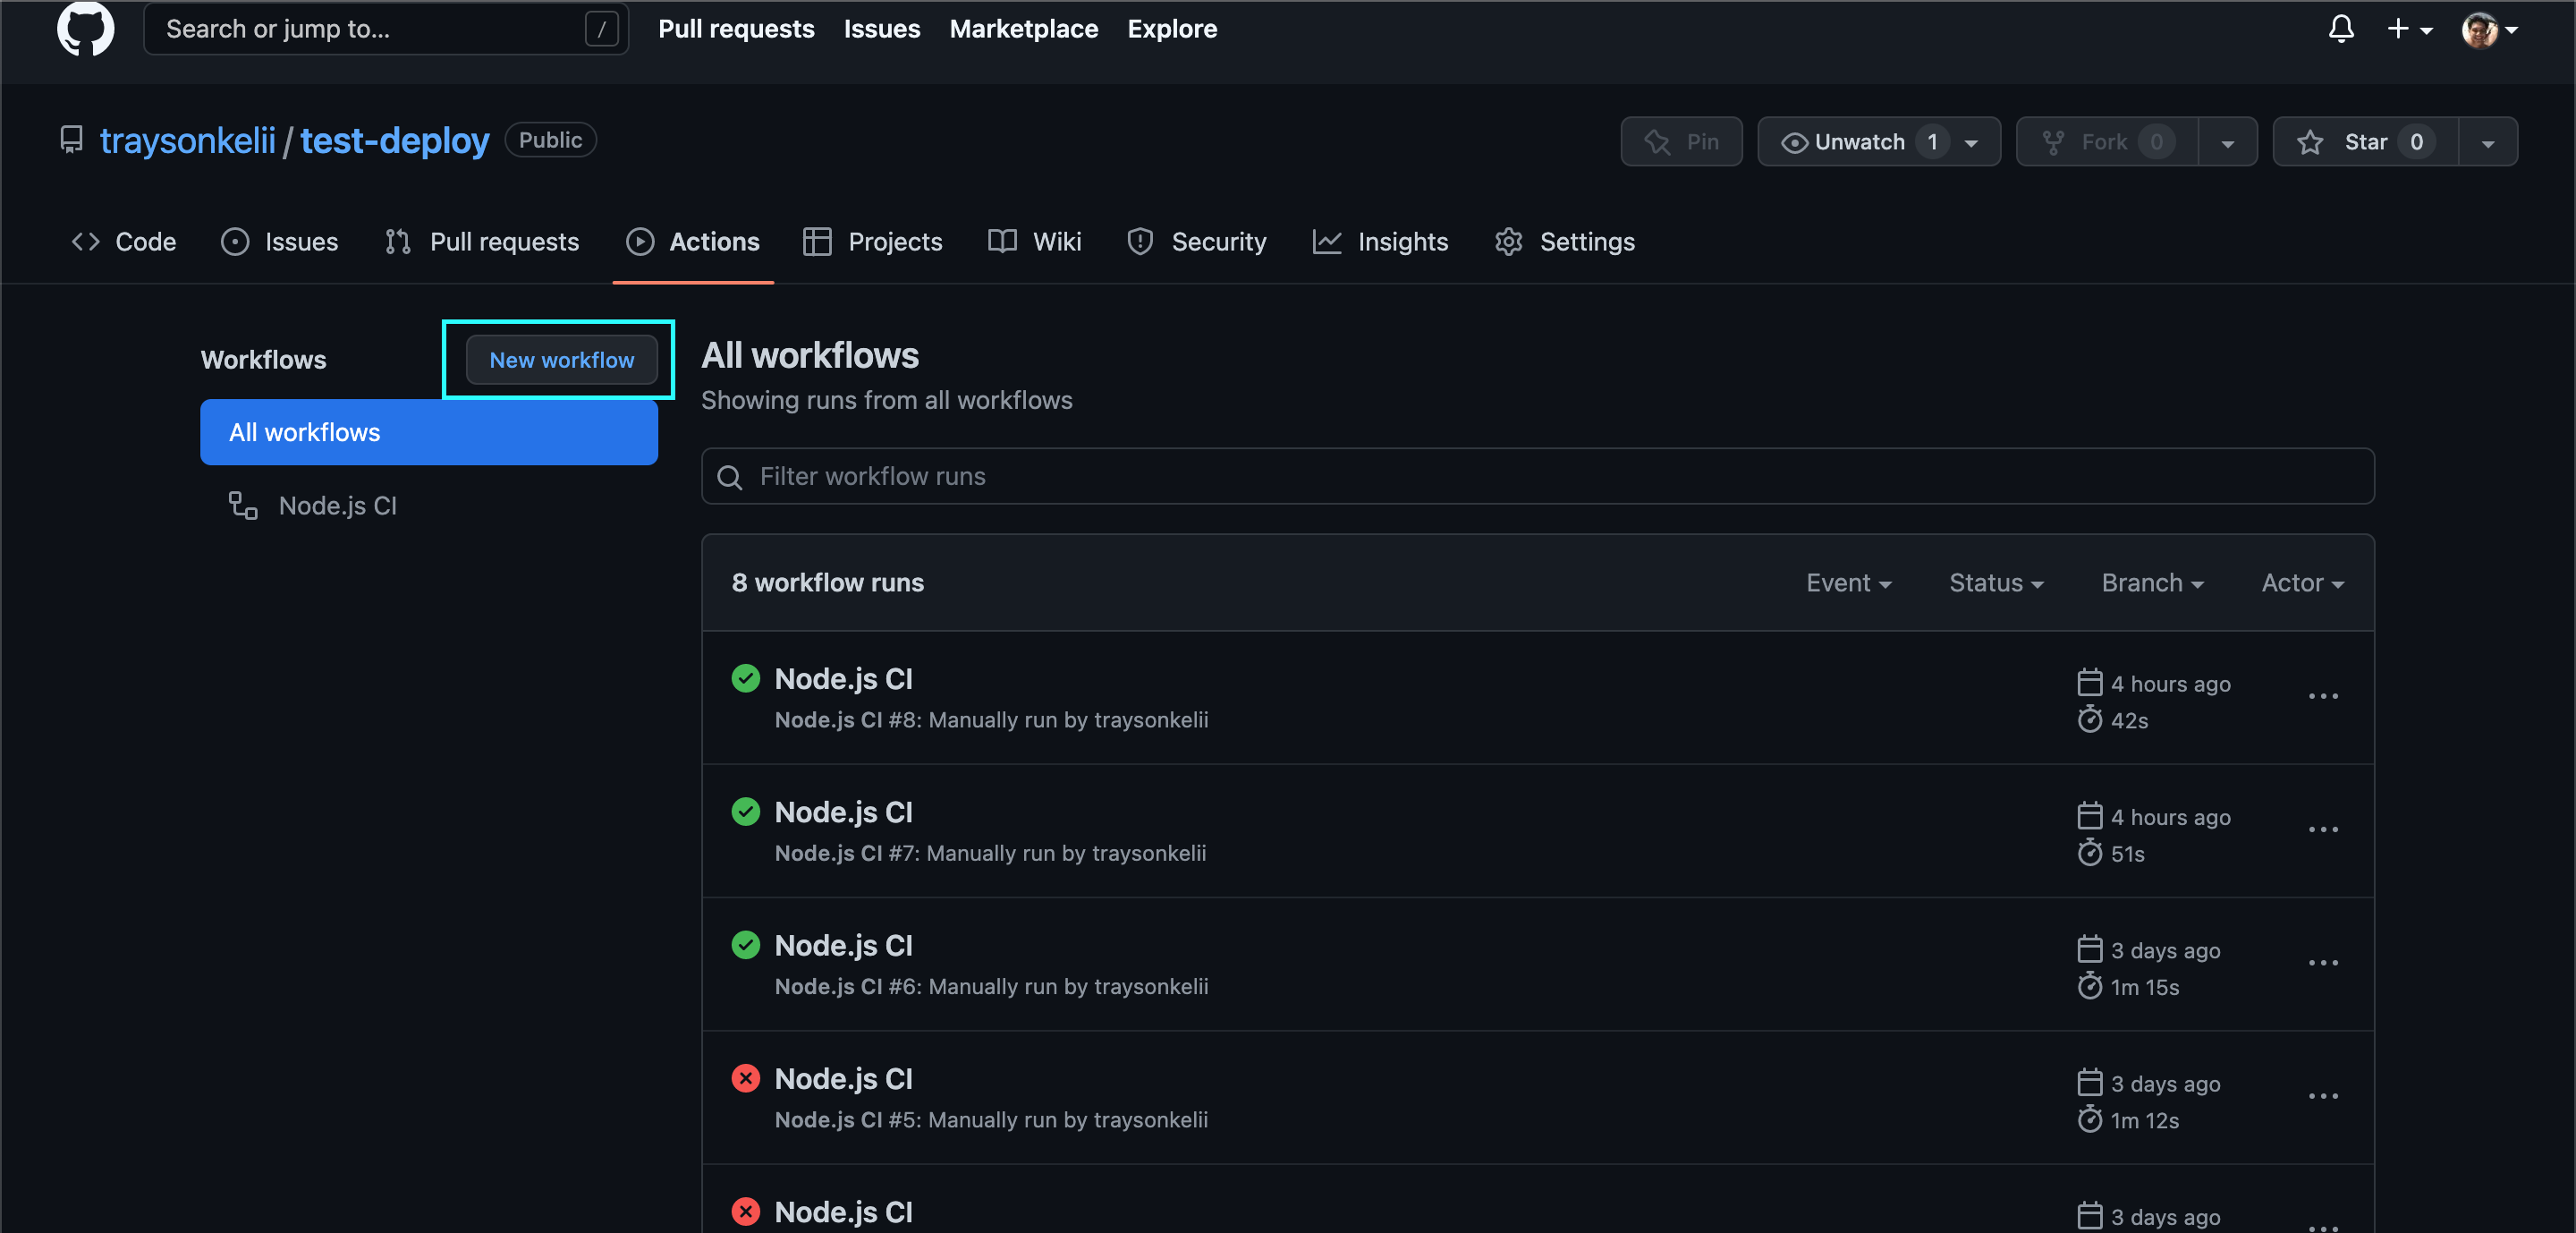 Search or jump to... / Pull requests Issues Marketplace Explore
traysonkelii / test-deploy Public Pin Unwatch 1 Fork 0 Star 0
Code Issues Pull requests Actions Projects Wiki Security Insights Settings
Workflows New workflow
All workflows
Node.js CI
All workflows
Showing runs from all workflows
Filter workflow runs
8 workflow runs Event Status Branch Actor
Node.js CI 4 hours ago
Node.js CI #8: Manually run by traysonkelii 42s
Node.js CI 4 hours ago
Node.js CI #7: Manually run by traysonkelii 51s
Node.js CI 3 days ago
Node.js CI #6: Manually run by traysonkelii 1m 15s
Node.js CI 3 days ago
Node.js CI #5: Manually run by traysonkelii 1m 12s
Node.js CI 3 days ago